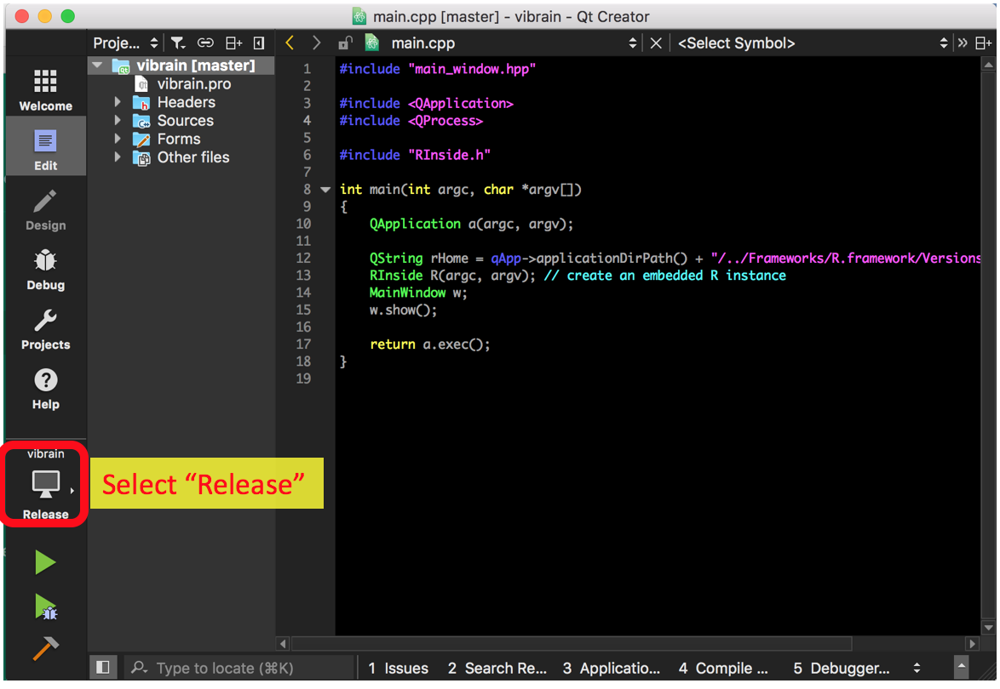 main.cpp [master] - vibrain - Qt Creator
Proje...
main.cpp
<Select Symbol>
Welcome
Edit
Design
Debug
Projects
Help
vibrain
Release
vibrain [master]
vibrain.pro
Headers
Sources
Forms
Other files
Select “Release”
1 #include "main_window.hpp"
2
3 #include <QApplication>
4 #include <QProcess>
5
6 #include "RInside.h"
7
8 int main(int argc, char *argv[])
9 {
10     QApplication a(argc, argv);
11
12     QString rHome = qApp->applicationDirPath() + "/../Frameworks/R.framework/Versions
13     RInside R(argc, argv); // create an embedded R instance
14     MainWindow w;
15     w.show();
16
17     return a.exec();
18 }
19
Type to locate (⌘K)
1 Issues
2 Search Re...
3 Applicatio...
4 Compile ...
5 Debugger...